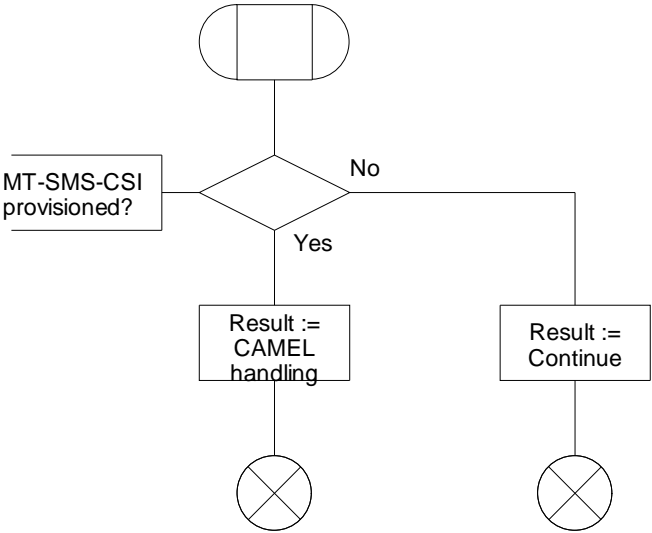 MT-SMS-CSI
provisioned?
No
Yes
Result :=
CAMEL
handling
Result :=
Continue